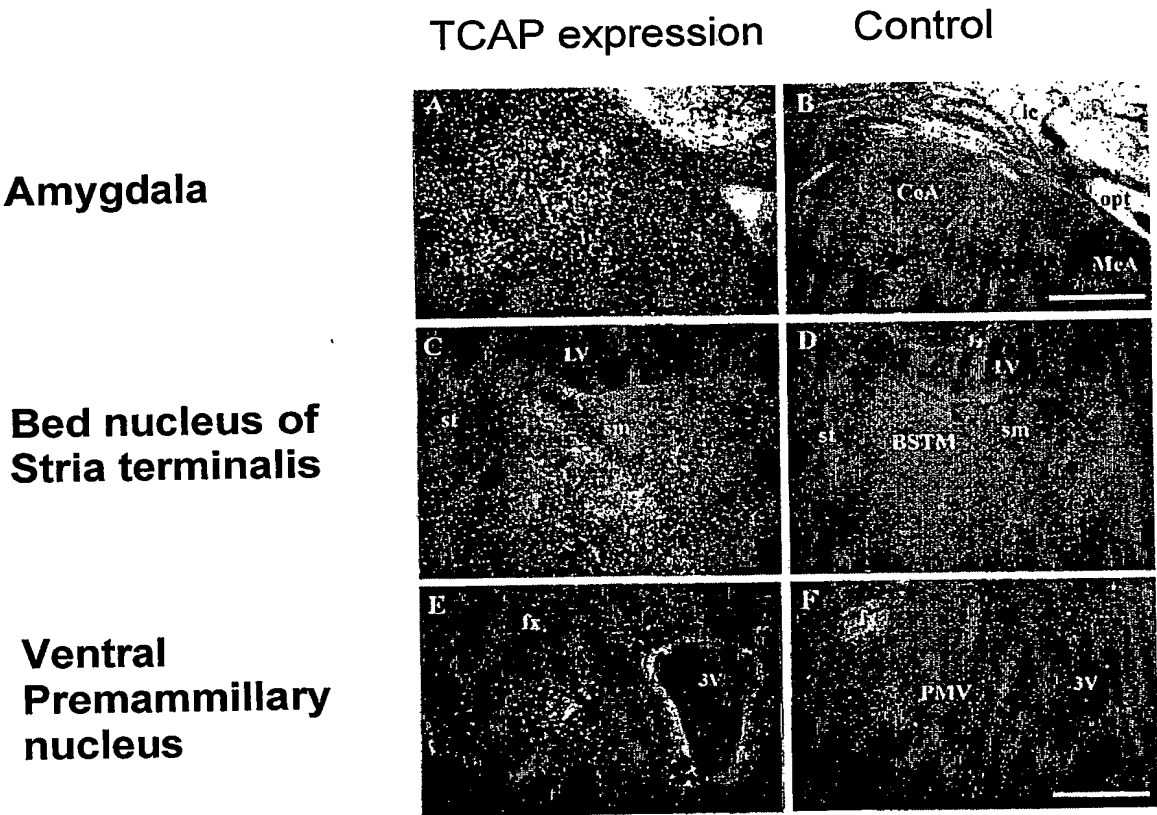 TCAP expression
Control
Amygdala
A
B
ic
CeA
opt
MeA
Bed nucleus of
Stria terminalis
C
LV
st
sm
D
LV
st
BSTM
sm
Ventral
Premammillary
nucleus
E
fx
3V
F
fx
PMV
3V